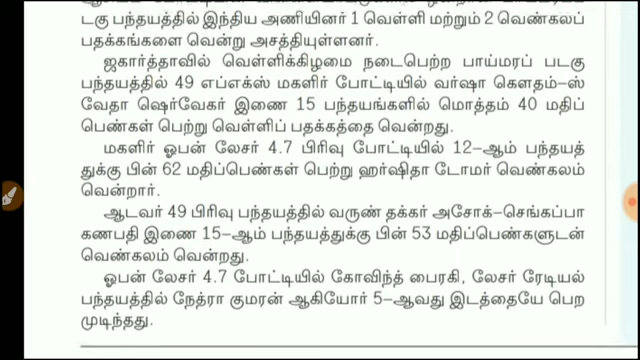 டகு பந்தயத்தில் இந்திய அணியினர் 1 வெள்ளி மற்றும் 2 வெண்கலப்
பதக்கங்களை வென்று அசத்தியுள்ளனர்.
ஜகார்த்தாவில் வெள்ளிக்கிழமை நடைபெற்ற பாய்மரப் படகு
பந்தயத்தில் 49 எப்எக்ஸ் மகளிர் போட்டியில் வர்ஷா கௌதம்–ஸ்
வேதா ஷெர்வேகர் இணை 15 பந்தயங்களில் மொத்தம் 40 மதிப்
பெண்கள் பெற்று வெள்ளிப் பதக்கத்தை வென்றது.
மகளிர் ஓபன் லேசர் 4.7 பிரிவு போட்டியில் 12–ஆம் பந்தயத்
துக்கு பின் 62 மதிப்பெண்கள் பெற்று ஹர்ஷிதா டோமர் வெண்கலம்
வென்றார்.
ஆடவர் 49 பிரிவு பந்தயத்தில் வருண் தக்கர் அசோக்–செங்கப்பா
கணபதி இணை 15–ஆம் பந்தயத்துக்கு பின் 53 மதிப்பெண்களுடன்
வெண்கலம் வென்றது.
ஓபன் லேசர் 4.7 போட்டியில் கோவிந்த் பைரகி, லேசர் ரேடியல்
பந்தயத்தில் நேத்ரா குமரன் ஆகியோர் 5–ஆவது இடத்தையே பெற
முடிந்தது.